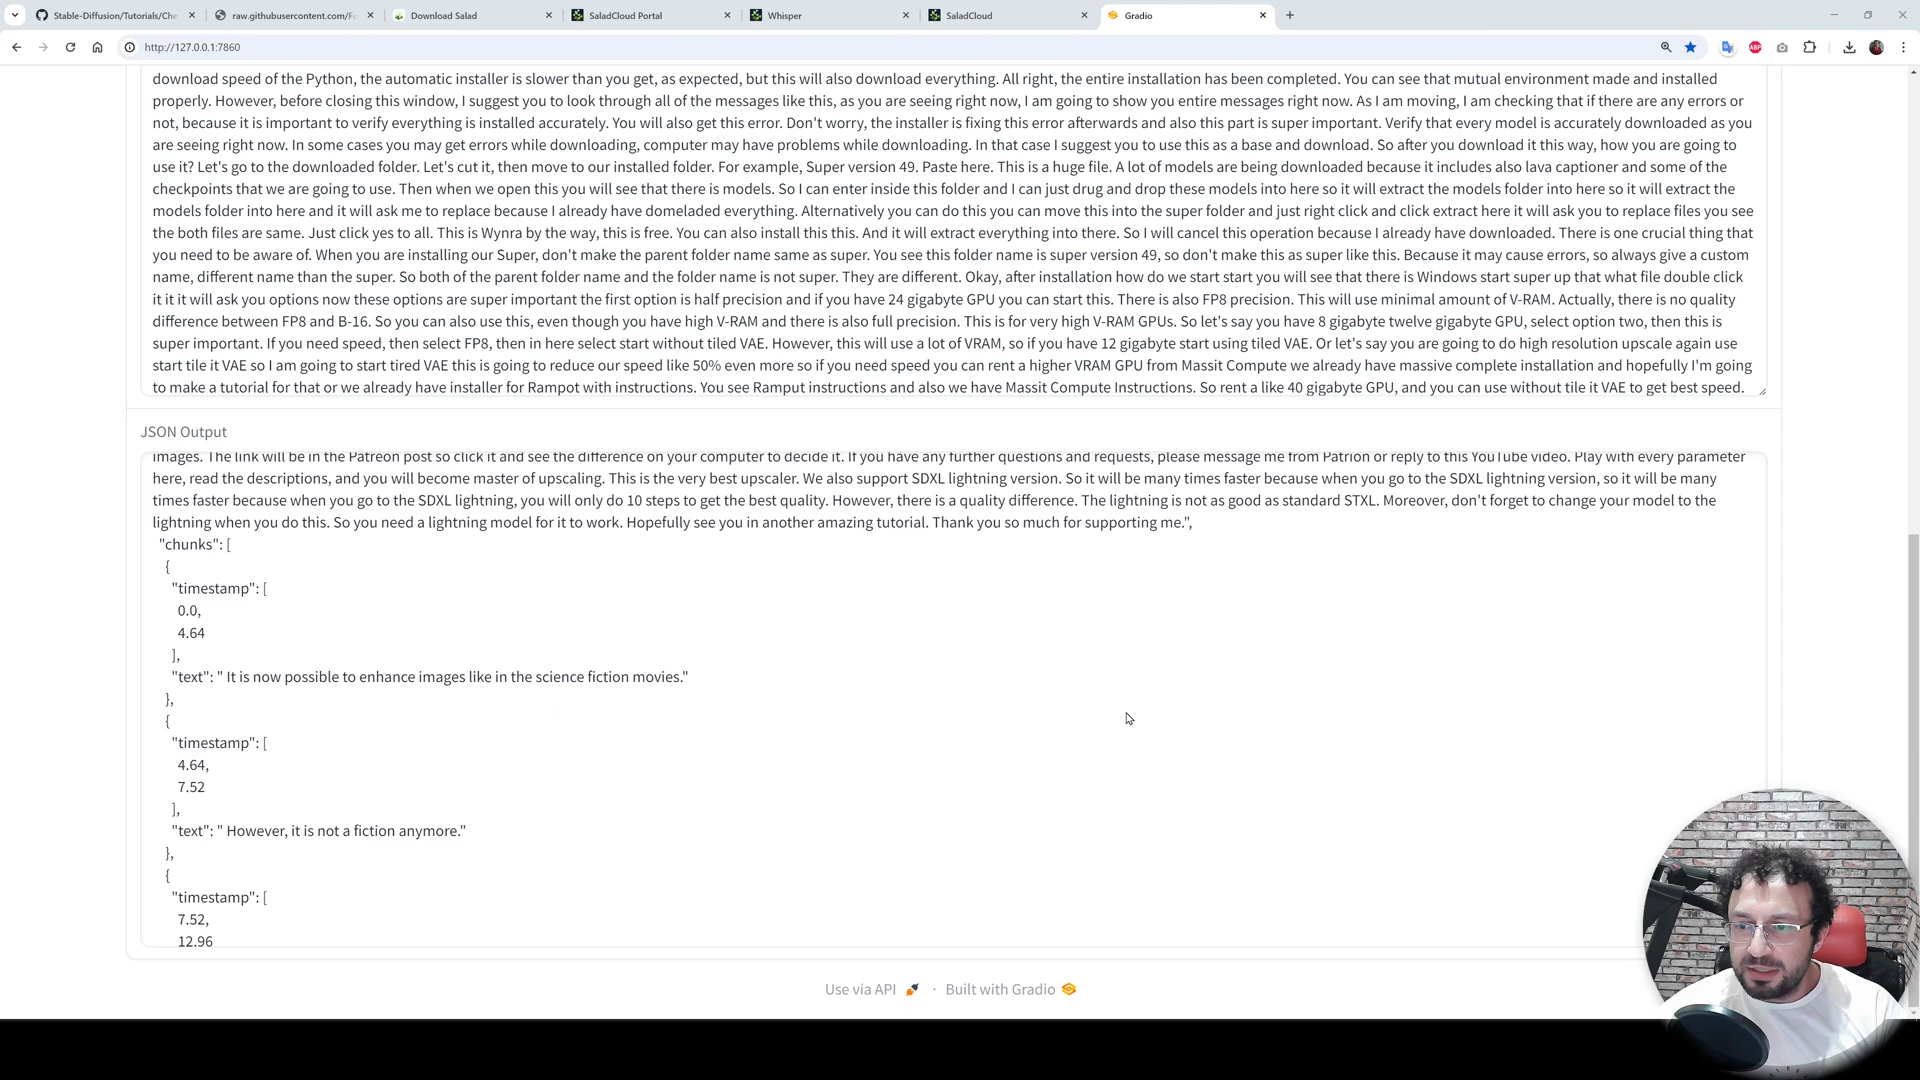 Stable-Diffusion/Tutorials/Che
raw.githubusercontent.com/Fu
Download Salad
SaladCloud Portal
Whisper
SaladCloud
Gradio
http://127.0.0.1:7860
download speed of the Python, the automatic installer is slower than you get, as expected, but this will also download everything. All right, the entire installation has been completed. You can see that mutual environment made and installed
properly. However, before closing this window, I suggest you to look through all of the messages like this, as you are seeing right now, I am going to show you entire messages right now. As I am moving, I am checking that if there are any errors or
not, because it is important to verify everything is installed accurately. You will also get this error. Don't worry, the installer is fixing this error afterwards and also this part is super important. Verify that every model is accurately downloaded as you
are seeing right now. In some cases you may get errors while downloading, computer may have problems while downloading. In that case I suggest you to use this as a base and download. So after you download it this way, how you are going to
use it? Let's go to the downloaded folder. Let's cut it, then move to our installed folder. For example, Super version 49. Paste here. This is a huge file. A lot of models are being downloaded because it includes also lava captioner and some of the
checkpoints that we are going to use. Then when we open this you will see that there is models. So I can enter inside this folder and I can just drug and drop these models into here so it will extract the models folder into here so it will extract the
models folder into here and it will ask me to replace because I already have domeladed everything. Alternatively you can do this you can move this into the super folder and just right click and click extract here it will ask you to replace files you see
the both files are same. Just click yes to all. This is Wynra by the way, this is free. You can also install this this. And it will extract everything into there. So I will cancel this operation because I already have downloaded. There is one crucial thing that
you need to be aware of. When you are installing our Super, don't make the parent folder name same as super. You see this folder name is super version 49, so don't make this as super like this. Because it may cause errors, so always give a custom
name, different name than the super. So both of the parent folder name and the folder name is not super. They are different. Okay, after installation how do we start start you will see that there is Windows start super up that what file double click
it it it will ask you options now these options are super important the first option is half precision and if you have 24 gigabyte GPU you can start this. There is also FP8 precision. This will use minimal amount of V-RAM. Actually, there is no quality
difference between FP8 and B-16. So you can also use this, even though you have high V-RAM and there is also full precision. This is for very high V-RAM GPUs. So let's say you have 8 gigabyte twelve gigabyte GPU, select option two, then this is
super important. If you need speed, then select FP8, then in here select start without tiled VAE. However, this will use a lot of VRAM, so if you have 12 gigabyte start using tiled VAE. Or let's say you are going to do high resolution upscale again use
start tile it VAE so I am going to start tired VAE this is going to reduce our speed like 50% even more so if you need speed you can rent a higher VRAM GPU from Massit Compute we already have massive complete installation and hopefully I'm going
to make a tutorial for that or we already have installer for Rampot with instructions. You see Ramput instructions and also we have Massit Compute Instructions. So rent a like 40 gigabyte GPU, and you can use without tile it VAE to get best speed.
JSON Output
images. The link will be in the Patreon post so click it and see the difference on your computer to decide it. If you have any further questions and requests, please message me from Patrion or reply to this YouTube video. Play with every parameter
here, read the descriptions, and you will become master of upscaling. This is the very best upscaler. We also support SDXL lightning version. So it will be many times faster because when you go to the SDXL lightning version, so it will be many
times faster because when you go to the SDXL lightning, you will only do 10 steps to get the best quality. However, there is a quality difference. The lightning is not as good as standard STXL. Moreover, don't forget to change your model to the
lightning when you do this. So you need a lightning model for it to work. Hopefully see you in another amazing tutorial. Thank you so much for supporting me.",
"chunks": [
{
"timestamp": [
0.0,
4.64
],
"text": " It is now possible to enhance images like in the science fiction movies."
},
{
"timestamp": [
4.64,
7.52
],
"text": " However, it is not a fiction anymore."
},
{
"timestamp": [
7.52,
12.96
Use via API · Built with Gradio